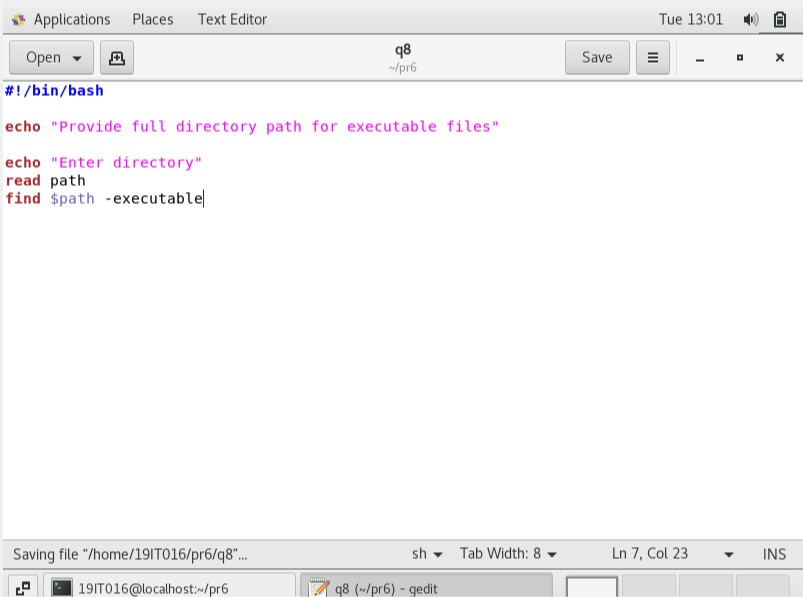 Applications Places Text Editor Tue 13:01
Open q8 Save
~/pr6
#!/bin/bash
echo "Provide full directory path for executable files"
echo "Enter directory"
read path
find $path -executable
Saving file "/home/19IT016/pr6/q8"... sh Tab Width: 8 Ln 7, Col 23 INS
19IT016@localhost:~/pr6 q8 (~/pr6) - gedit